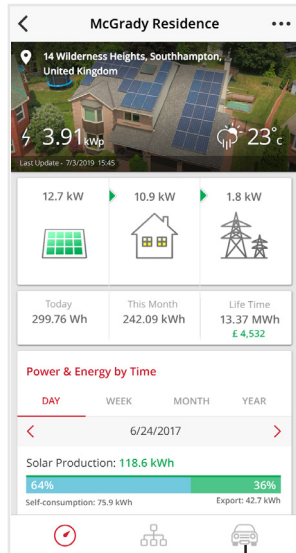 McGrady Residence
14 Wilderness Heights, Southhampton,
United Kingdom
3.91kWp
23°c
Last Update - 7/3/2019 15:45
12.7 kW
10.9 kW
1.8 kW
Today
299.76 Wh
This Month
242.09 kWh
Life Time
13.37 MWh
£ 4,532
Power & Energy by Time
DAY WEEK MONTH YEAR
6/24/2017
Solar Production: 118.6 kWh
64% 36%
Self-consumption: 75.9 kWh Export: 42.7 kWh